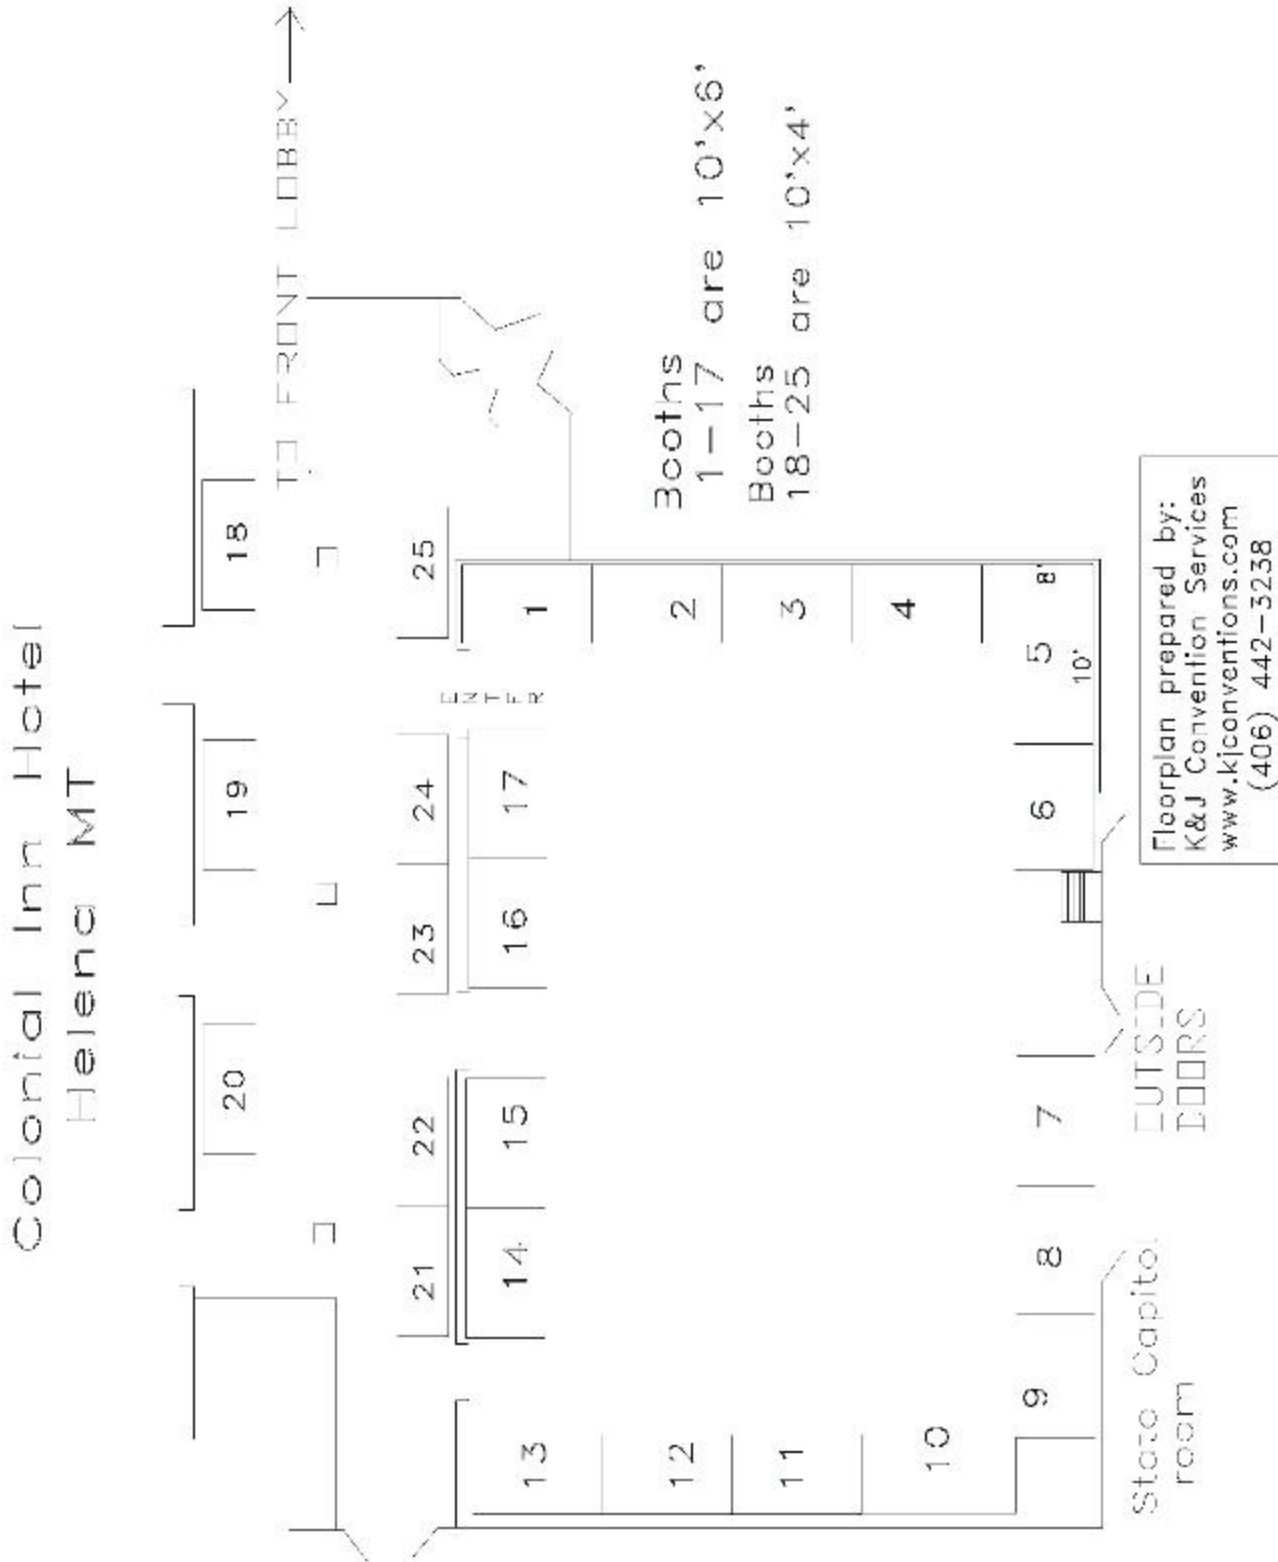 Colonial Inn Hotel
Helena MT
TO FRONT LOBBY
20
19
18
21
22
23
24
25
ENTER
13
14
15
16
17
1
12
2
11
3
10
4
9
8
7
6
5
8'
10'
Booths
1-17 are 10'x6'
Booths
18-25 are 10'x4'
State Capitol
room
OUTSIDE
DOORS
Floorplan prepared by:
K&J Convention Services
www.kjconventions.com
(406) 442-3238